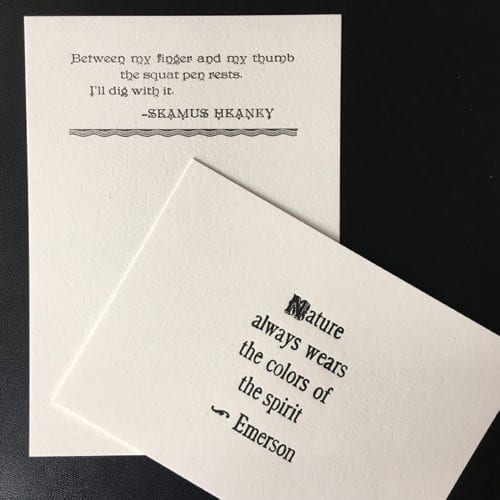 Between my finger and my thumb
the squat pen rests.
I'll dig with it.
-SEAMUS HEANEY
Nature
always wears
the colors of
the spirit
Emerson